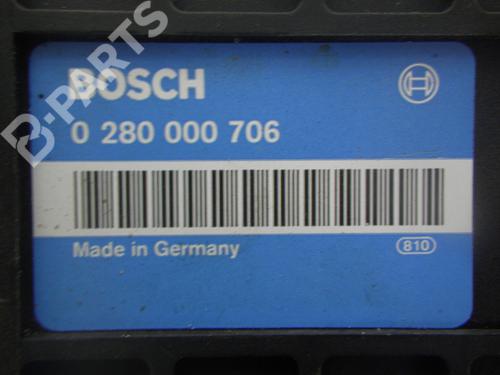 BOSCH
0 280 000 706
Made in Germany
810
B-PARTS